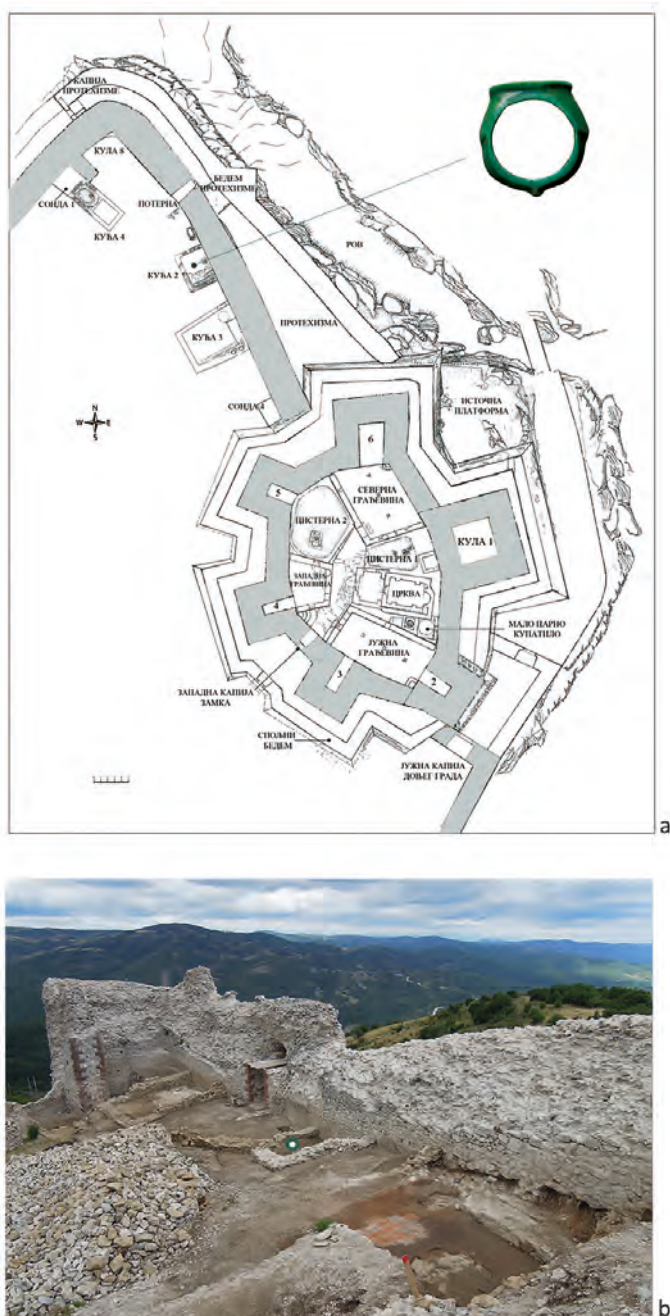 КАПИЈА
ПРОТЕХИЗМЕ
КУЛА 8
БЕДЕМ
ПРОТЕХИЗМЕ
СОНДА 1
ПОТЕРНА
КУЋА 4
РОВ
КУЋА 2
ПРОТЕХИЗМА
КУЋА 3
ИСТОЧНА
ПЛАТФОРМА
СОНДА 4
N
W E
S
6
СЕВЕРНА
ГРАЂЕВИНА
5
ЦИСТЕРНА 2
КУЛА 1
ЦИСТЕРНА 1
ЗАПАДНА
ГРАЂЕВИНА
ЦРКВА
4
МАЛО ПАРНО
КУПАТИЛО
ЈУЖНА
ГРАЂЕВИНА
3
2
ЗАПАДНА КАПИЈА
ЗАМКА
СПОЉНИ
БЕДЕМ
ЈУЖНА КАПИЈА
ДОЊЕГ ГРАДА
a
b